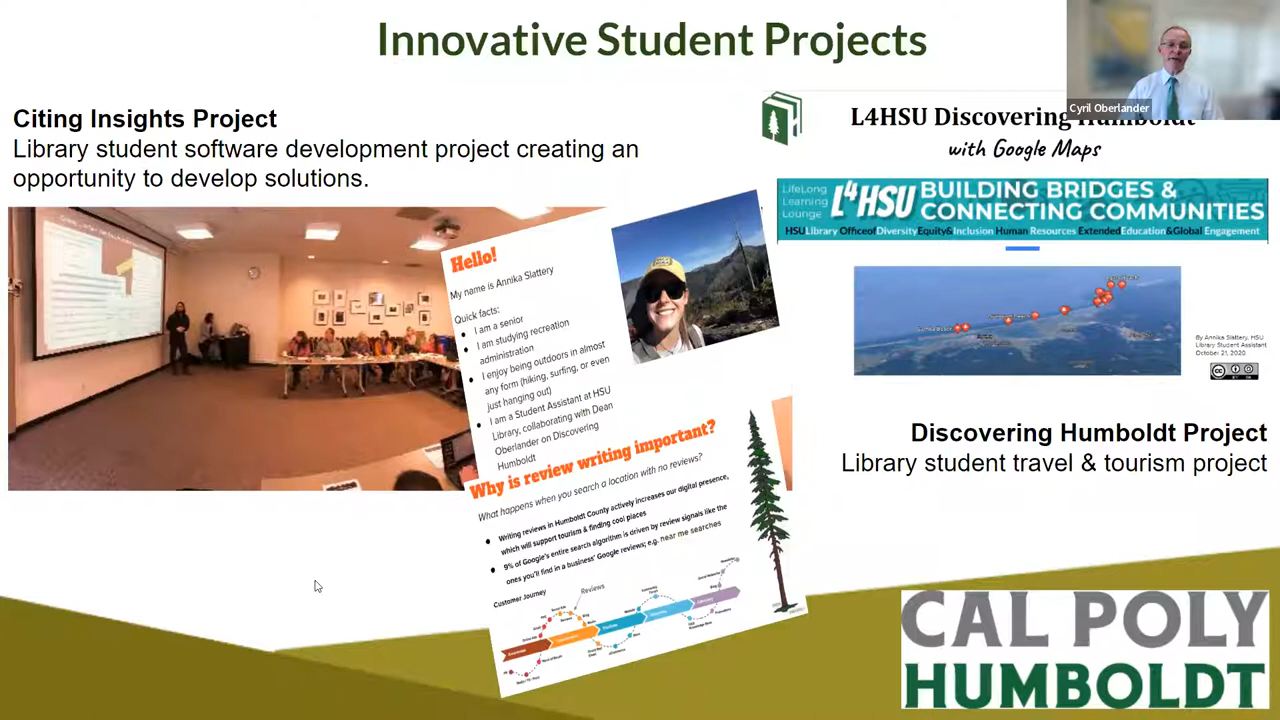 Innovative Student Projects
Cyril Oberlander
Citing Insights Project
Library student software development project creating an
opportunity to develop solutions.
Hello!
My name is Annika Slattery
Quick facts:
I am a senior
I am studying recreation
administration
I enjoy being outdoors in almost
any form (hiking, surfing, or even
just hanging out)
I am a Student Assistant at HSU
Library, collaborating with Dean
Oberlander on Discovering
Humboldt
Why is review writing important?
What happens when you search a location with no reviews?
Writing reviews in Humboldt County actively increases our digital presence,
which will support tourism & finding cool places
9% of Google's entire search algorithm is driven by review signals like the
ones you'll find in a business' Google reviews; e.g. near me searches
Customer Journey
Reviews
L4HSU Discovering Humboldt
with Google Maps
LifeLong
Learning
Lounge
L4HSU
BUILDING BRIDGES &
CONNECTING COMMUNITIES
HSULibrary OfficeofDiversityEquity&Inclusion Human Resources ExtendedEducation&Global Engagement
By Annika Slattery, HSU
Library Student Assistant
October 21, 2020
Discovering Humboldt Project
Library student travel & tourism project
CAL POLY
HUMBOLDT